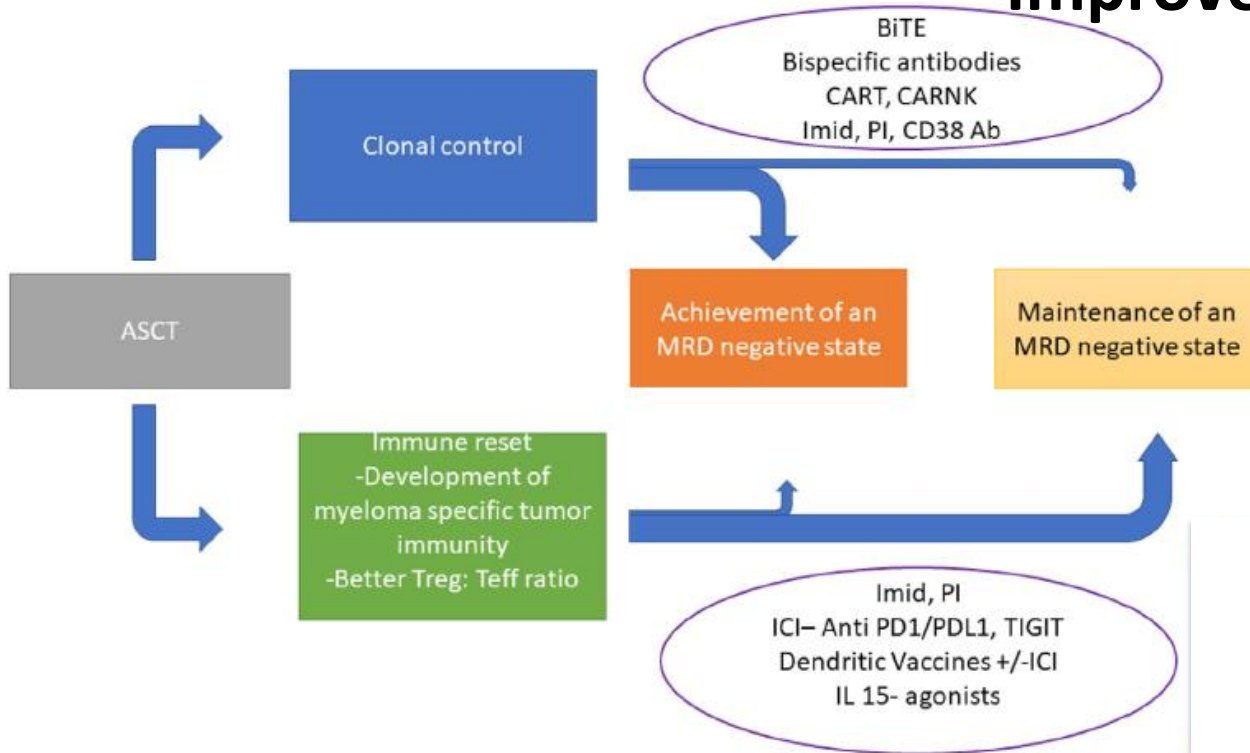 BiTE
Bispecific antibodies
CART, CARNK
Imid, PI, CD38 Ab
Clonal control
ASCT
Achievement of an
MRD negative state
Maintenance of an
MRD negative state
Immune reset
-Development of
myeloma specific tumor
immunity
-Better Treg: Teff ratio
Imid, PI
ICI– Anti PD1/PDL1, TIGIT
Dendritic Vaccines +/-ICI
IL 15- agonists